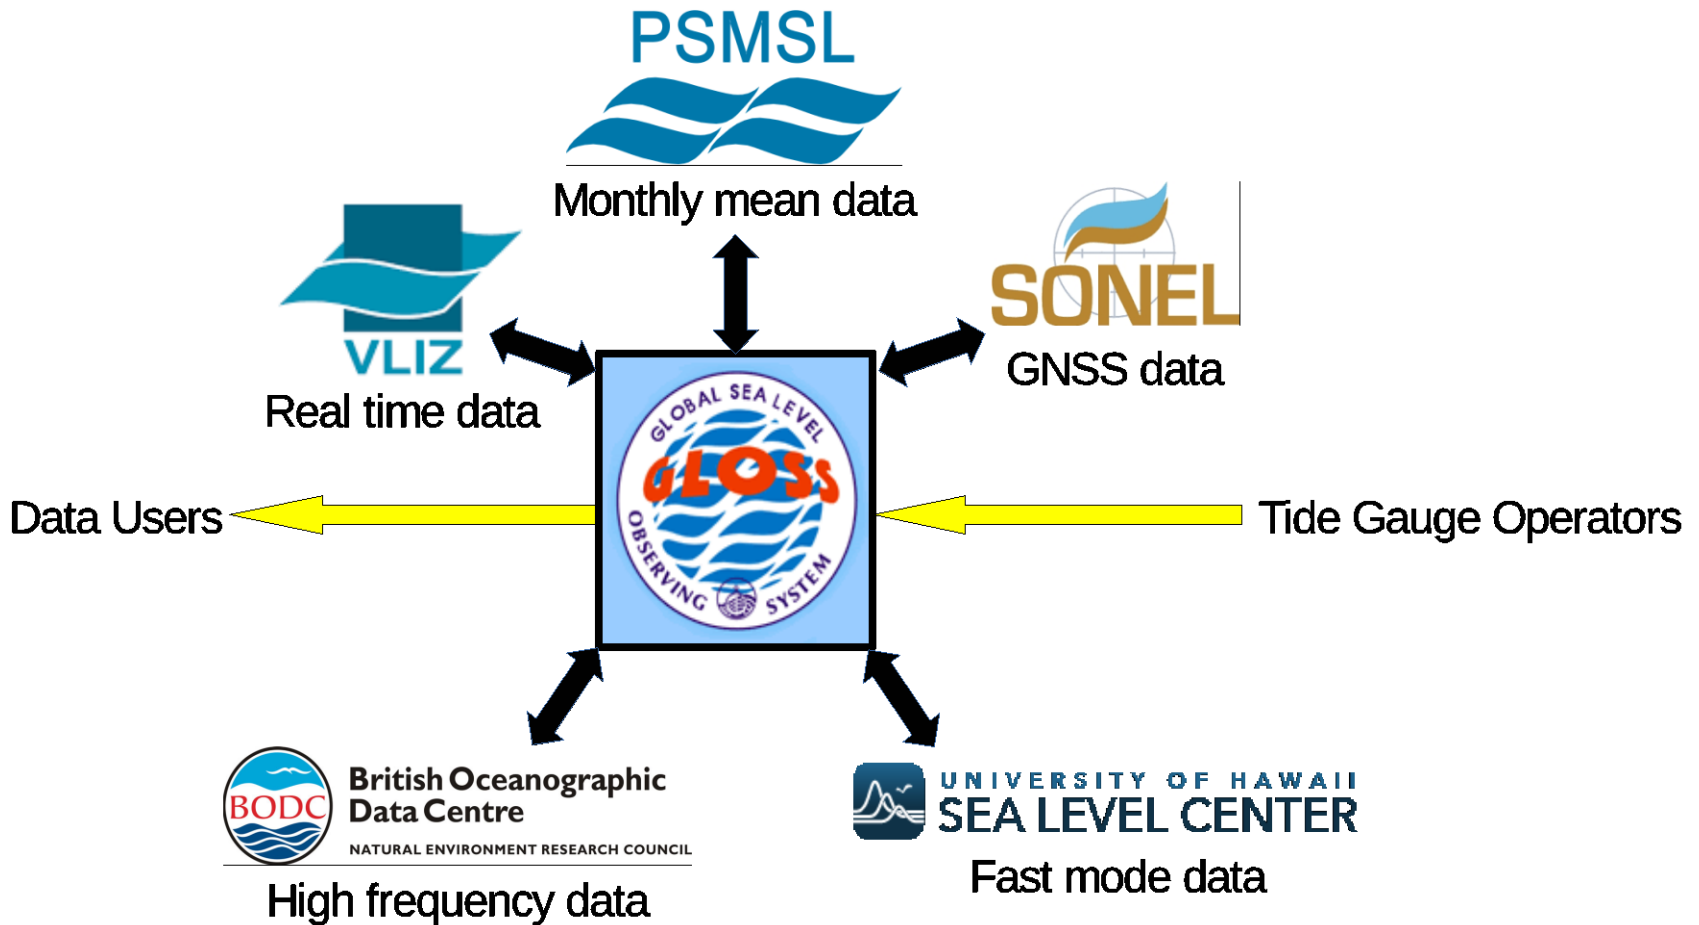 PSMSL
Monthly mean data
VLIZ
Real time data
SONEL
GNSS data
GLOBAL SEA LEVEL
GLOSS
OBSERVING SYSTEM
Data Users
Tide Gauge Operators
BODC
British Oceanographic
Data Centre
NATURAL ENVIRONMENT RESEARCH COUNCIL
High frequency data
UNIVERSITY OF HAWAII
SEA LEVEL CENTER
Fast mode data